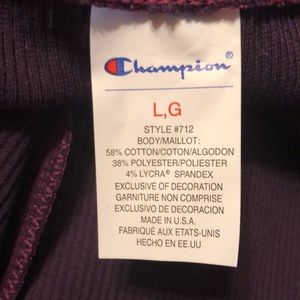 Champion®
L,G
STYLE #712
BODY/MAILLOT:
58% COTTON/COTON/ALGODON
38% POLYESTER/POLIESTER
4% LYCRA® SPANDEX
EXCLUSIVE OF DECORATION
GARNITURE NON COMPRISE
EXCLUSIVO DE DECORACION
MADE IN U.S.A.
FABRIQUÉ AUX ETATS-UNIS
HECHO EN EE.UU